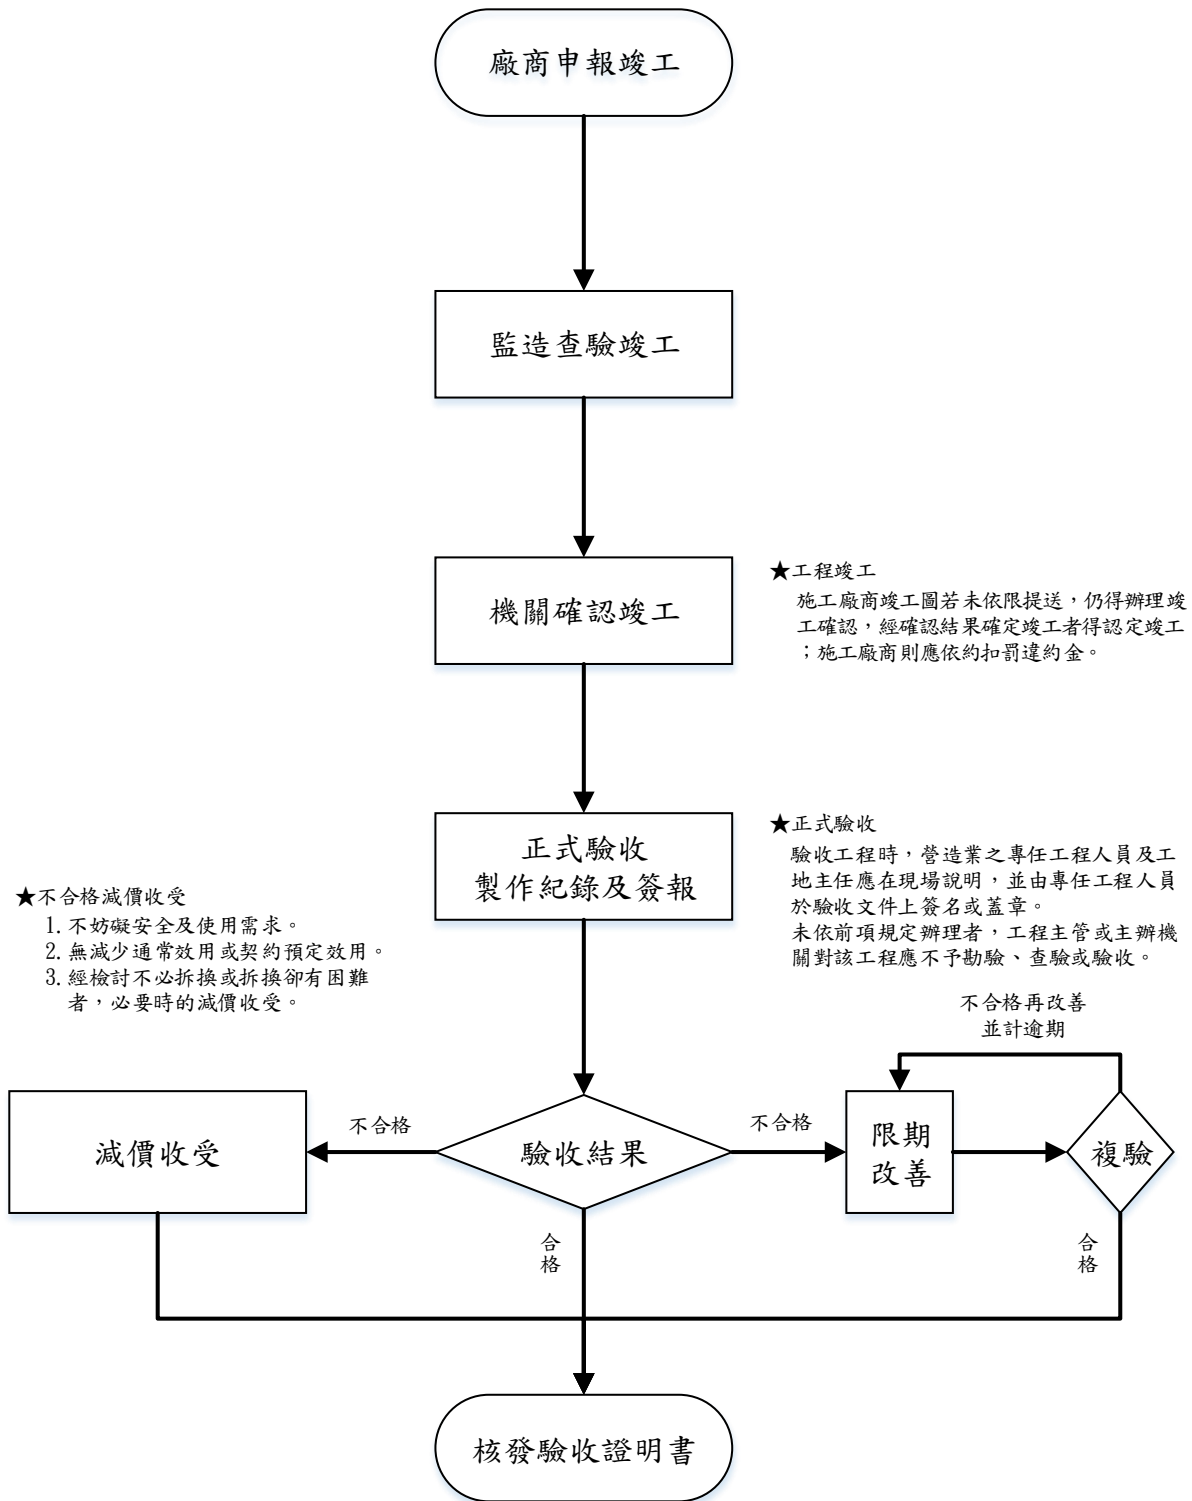 廠商申報竣工
監造查驗竣工
機關確認竣工
★工程竣工
施工廠商竣工圖若未依限提送，仍得辦理竣
工確認，經確認結果確定竣工者得認定竣工
；施工廠商則應依約扣罰違約金。
正式驗收
製作紀錄及簽報
★正式驗收
驗收工程時，營造業之專任工程人員及工
地主任應在現場說明，並由專任工程人員
於驗收文件上簽名或蓋章。
未依前項規定辦理者，工程主管或主辦機
關對該工程應不予勘驗、查驗或驗收。
★不合格減價收受
1. 不妨礙安全及使用需求。
2. 無減少通常效用或契約預定效用。
3. 經檢討不必拆換或拆換卻有困難
者，必要時的減價收受。
不合格再改善
並計逾期
減價收受
不合格
驗收結果
不合格
限期
改善
複驗
合格
合格
核發驗收證明書